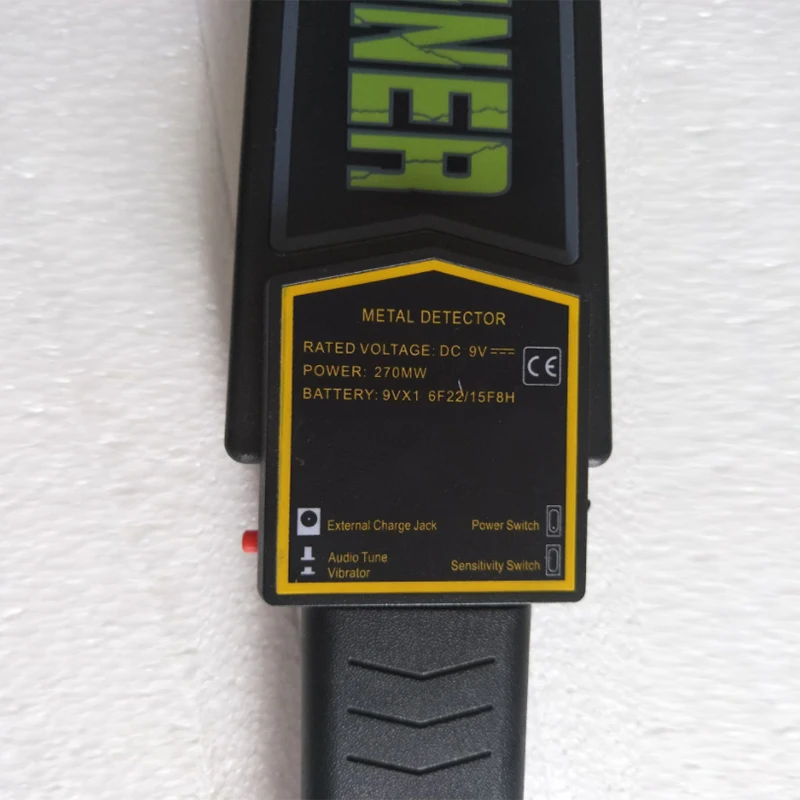 NER
METAL DETECTOR
RATED VOLTAGE: DC 9V
POWER: 270MW
BATTERY: 9VX1 6F22/15F8H
CE
External Charge Jack
Power Switch
Audio Tune
Vibrator
Sensitivity Switch